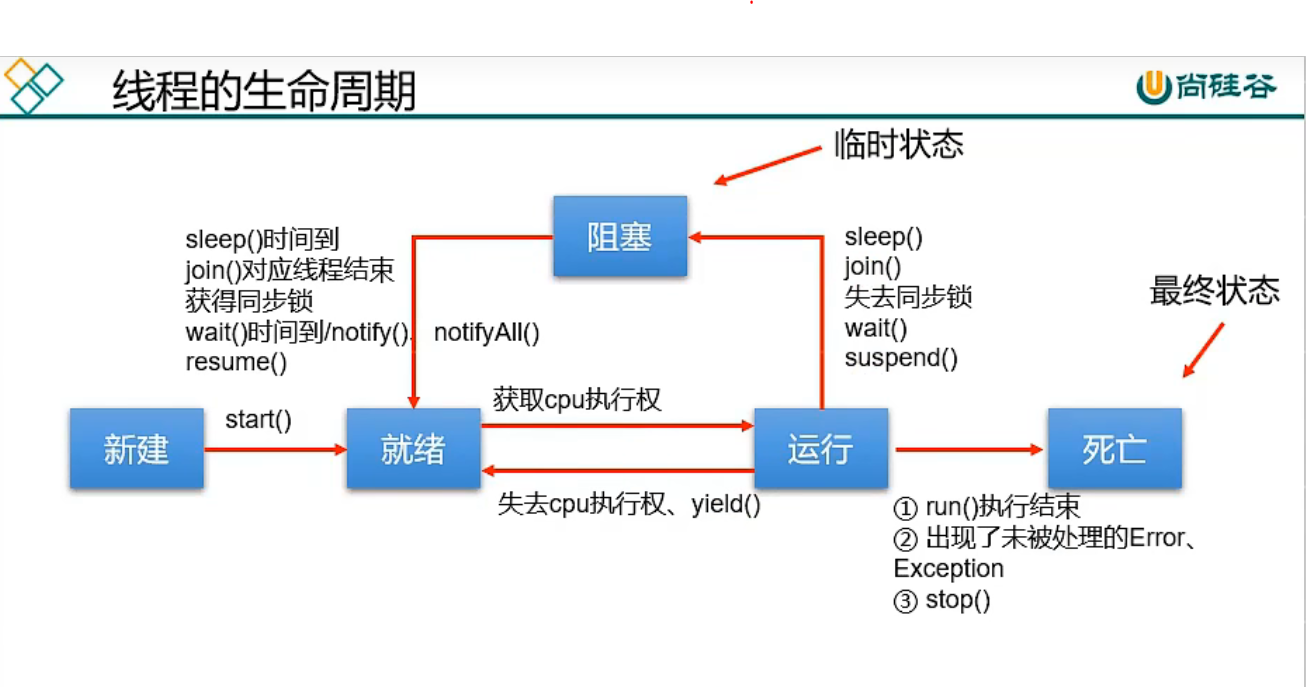 线程的生命周期
尚硅谷
临时状态
阻塞
sleep()时间到
join()对应线程结束
获得同步锁
wait()时间到/notify()、notifyAll()
resume()
sleep()
join()
失去同步锁
wait()
suspend()
最终状态
新建
start()
就绪
获取cpu执行权
失去cpu执行权、yield()
运行
死亡
① run()执行结束
② 出现了未被处理的Error、
Exception
③ stop()